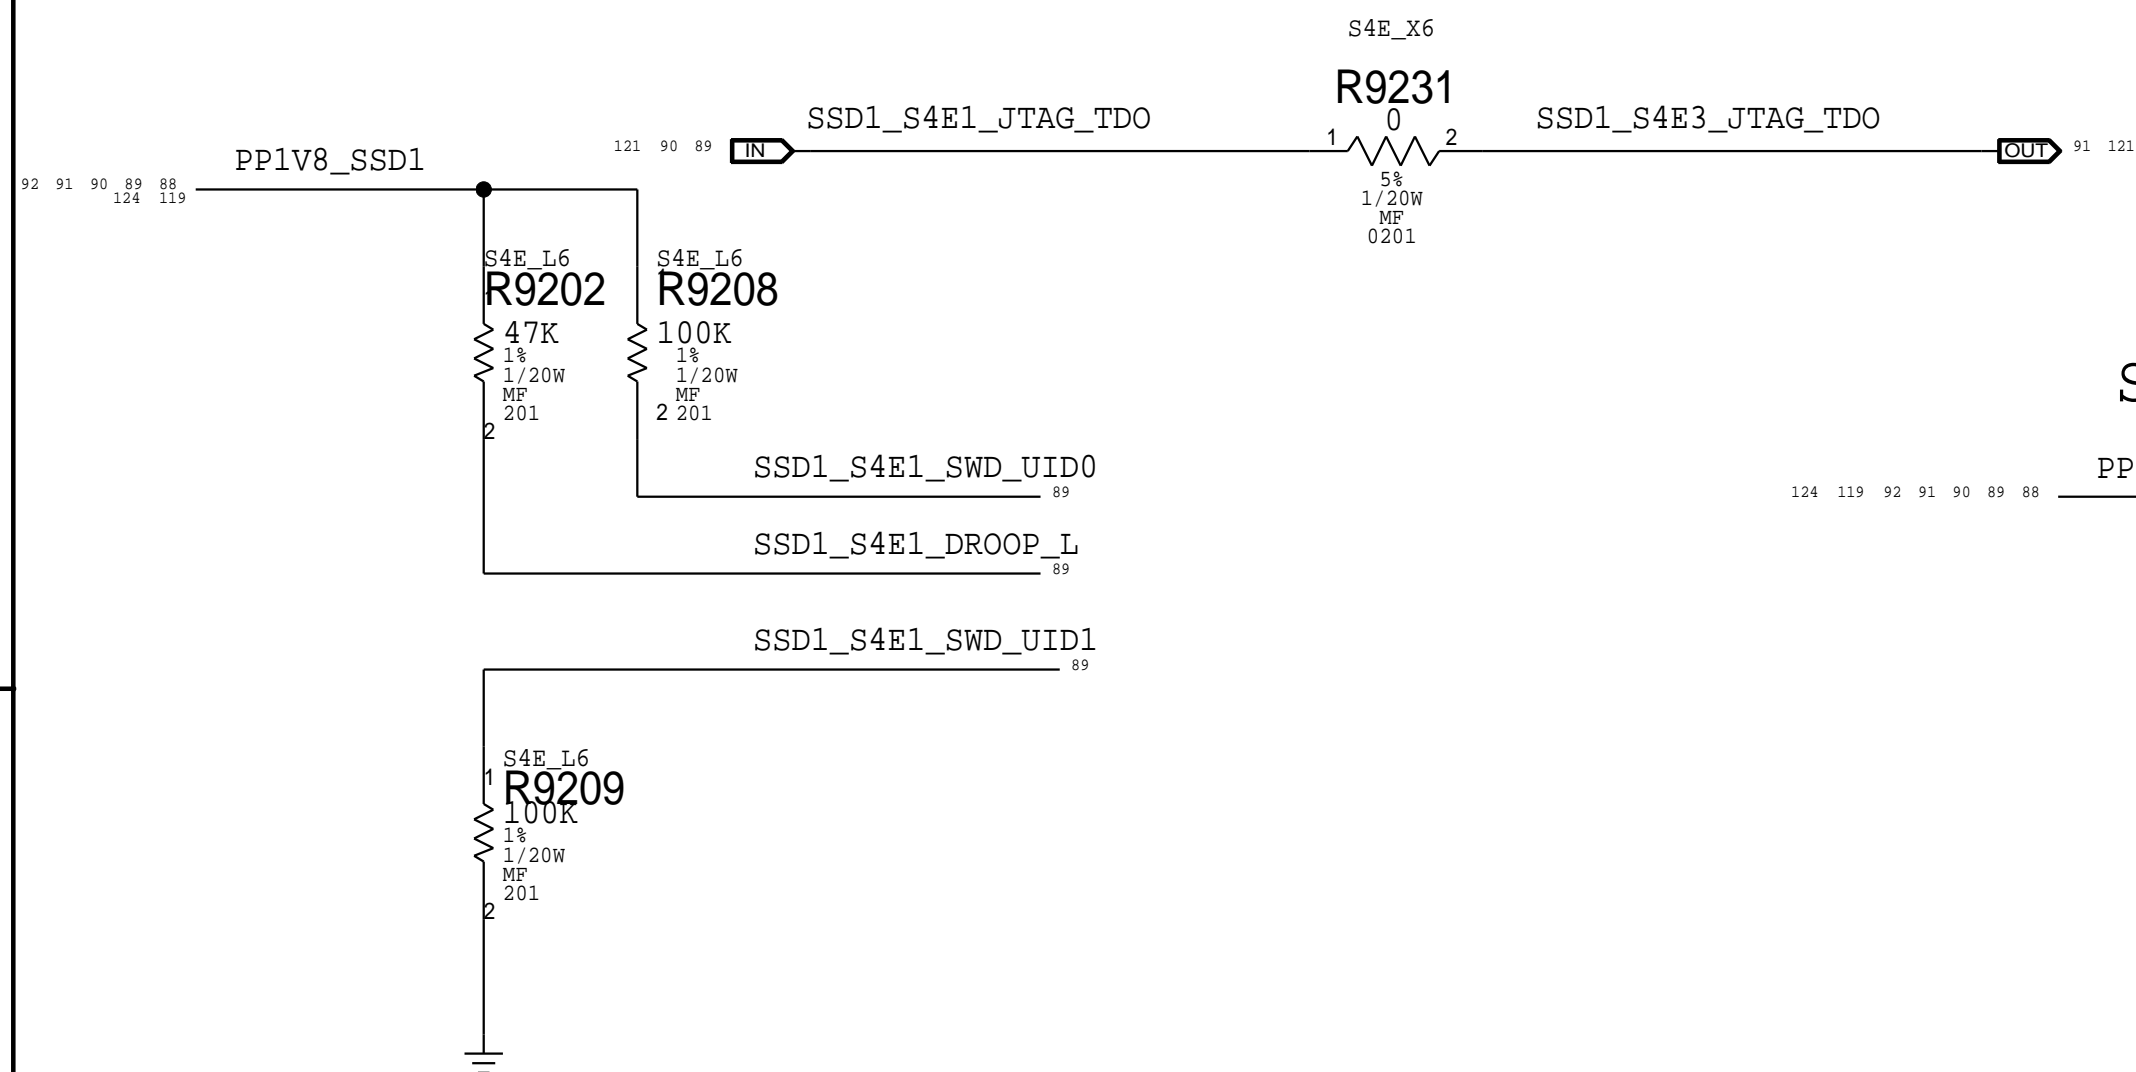 S4E_X6
R9231
0
SSD1_S4E1_JTAG_TDO
SSD1_S4E3_JTAG_TDO
121 90 89
IN
1
2
OUT
91 121
5%
1/20W
MF
0201
PP1V8_SSD1
92 91 90 89 88
124 119
S4E_L6
R9202
47K
1%
1/20W
MF
201
2
S4E_L6
R9208
100K
1%
1/20W
MF
2 201
SSD1_S4E1_SWD_UID0
89
SSD1_S4E1_DROOP_L
89
SSD1_S4E1_SWD_UID1
89
S4E_L6
1
R9209
100K
1%
1/20W
MF
201
2
S
PP
124 119 92 91 90 89 88